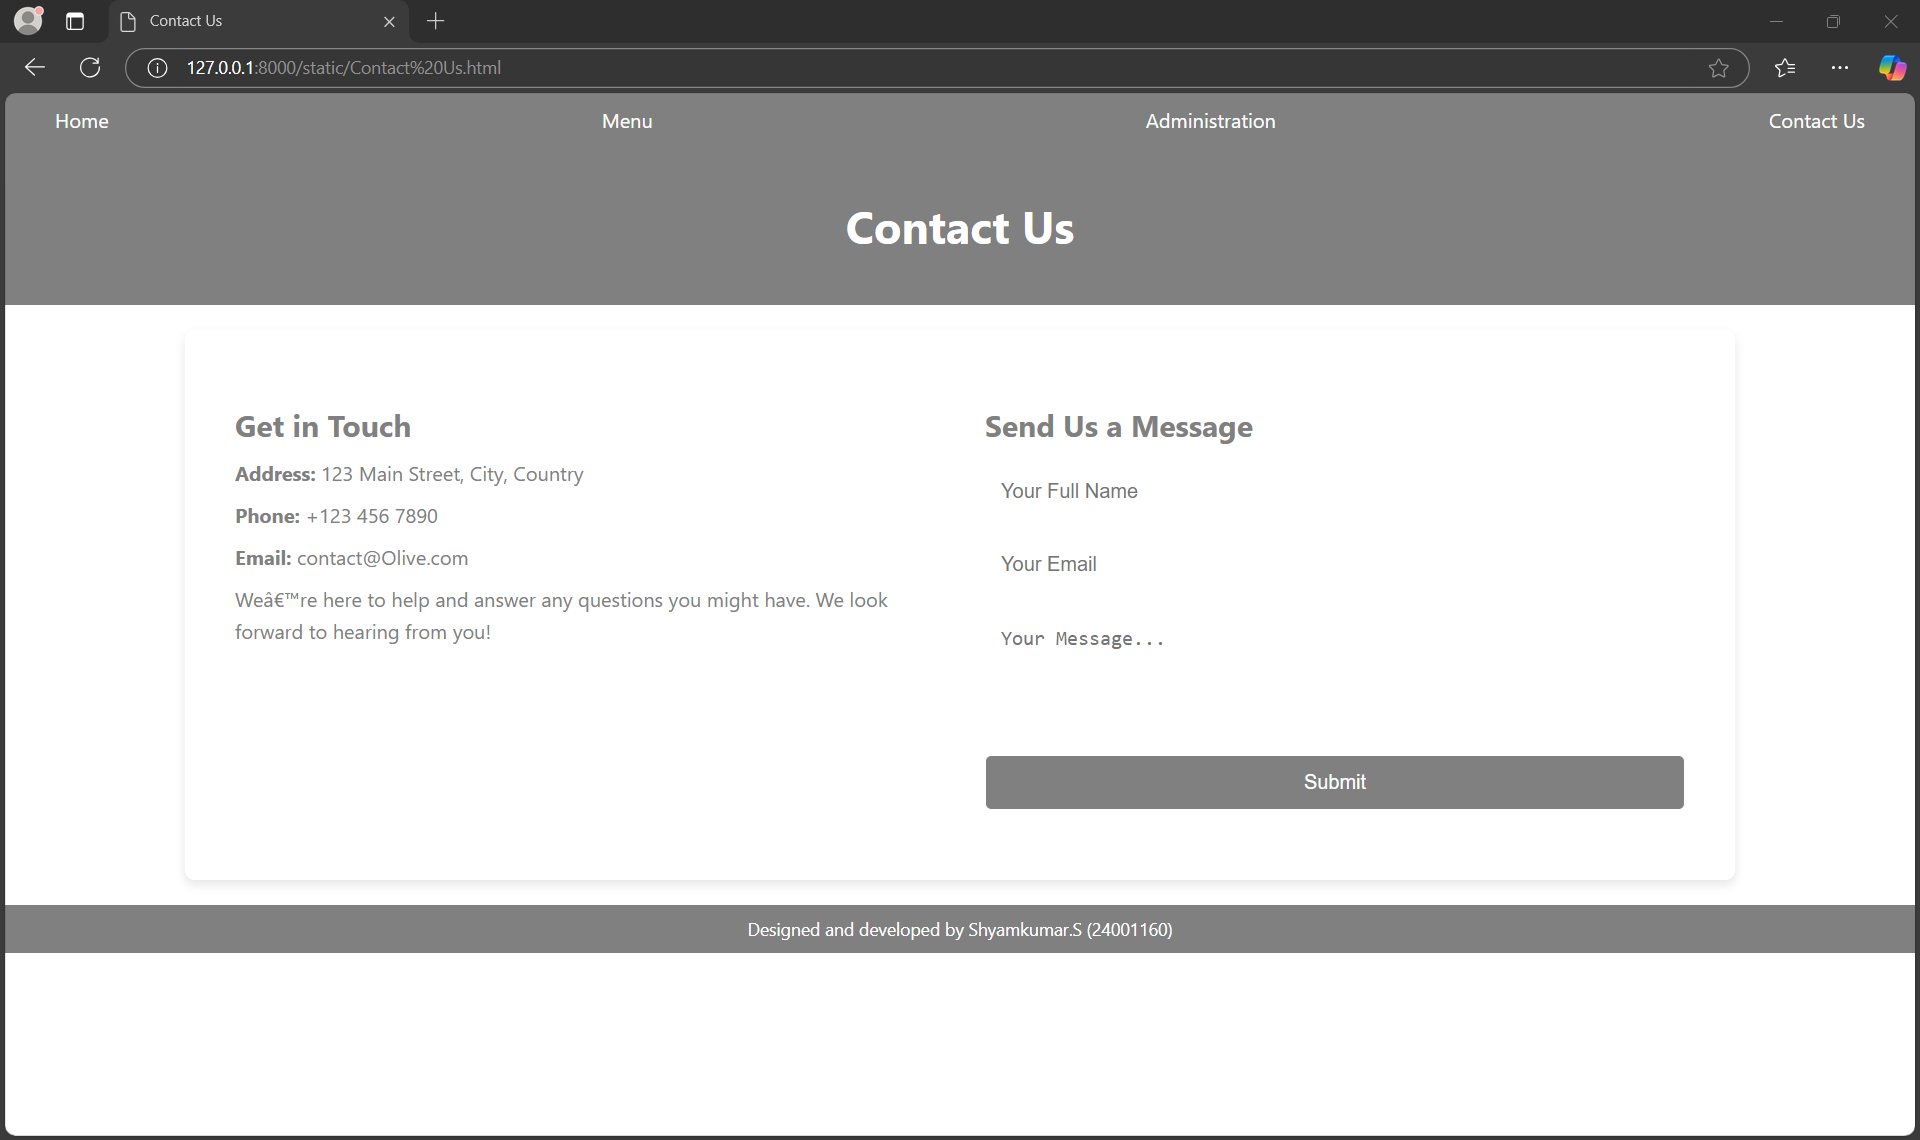 Contact Us
127.0.0.1:8000/static/Contact%20Us.html
Home Menu Administration Contact Us
Contact Us
Get in Touch
Address: 123 Main Street, City, Country
Phone: +123 456 7890
Email: contact@Olive.com
Weâ€™re here to help and answer any questions you might have. We look
forward to hearing from you!
Send Us a Message
Your Full Name
Your Email
Your Message...
Submit
Designed and developed by Shyamkumar.S (24001160)